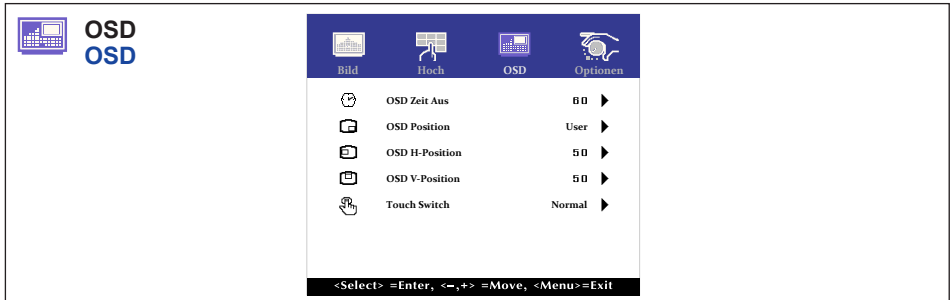 OSD
OSD
Bild Hoch OSD Optionen
OSD Zeit Aus 60
OSD Position User
OSD H-Position 50
OSD V-Position 50
Touch Switch Normal
<Select> =Enter, <–,+> =Move, <Menu>=Exit